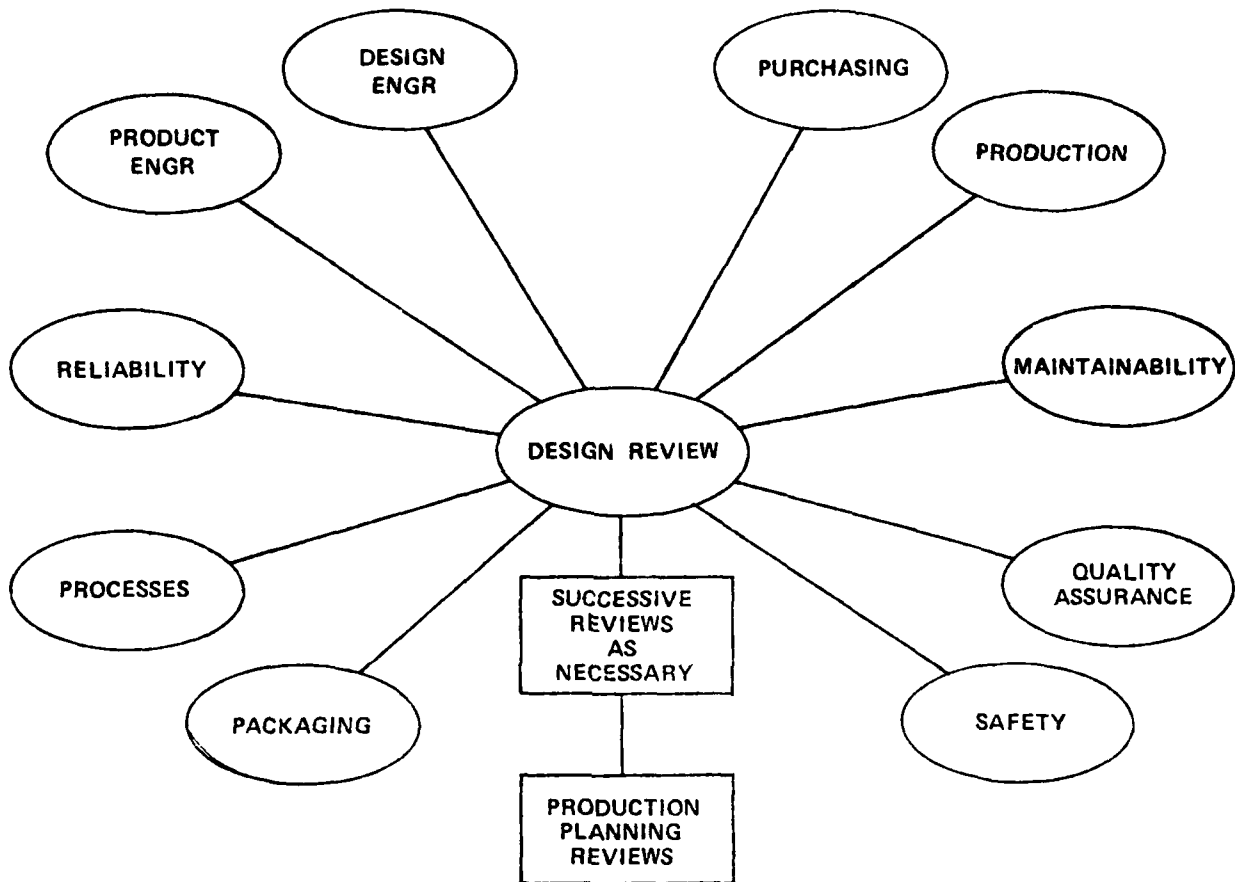 DESIGN
ENGR
PURCHASING
PRODUCT
ENGR
PRODUCTION
RELIABILITY
MAINTAINABILITY
DESIGN REVIEW
PROCESSES
QUALITY
ASSURANCE
SUCCESSIVE
REVIEWS
AS
NECESSARY
PACKAGING
SAFETY
PRODUCTION
PLANNING
REVIEWS